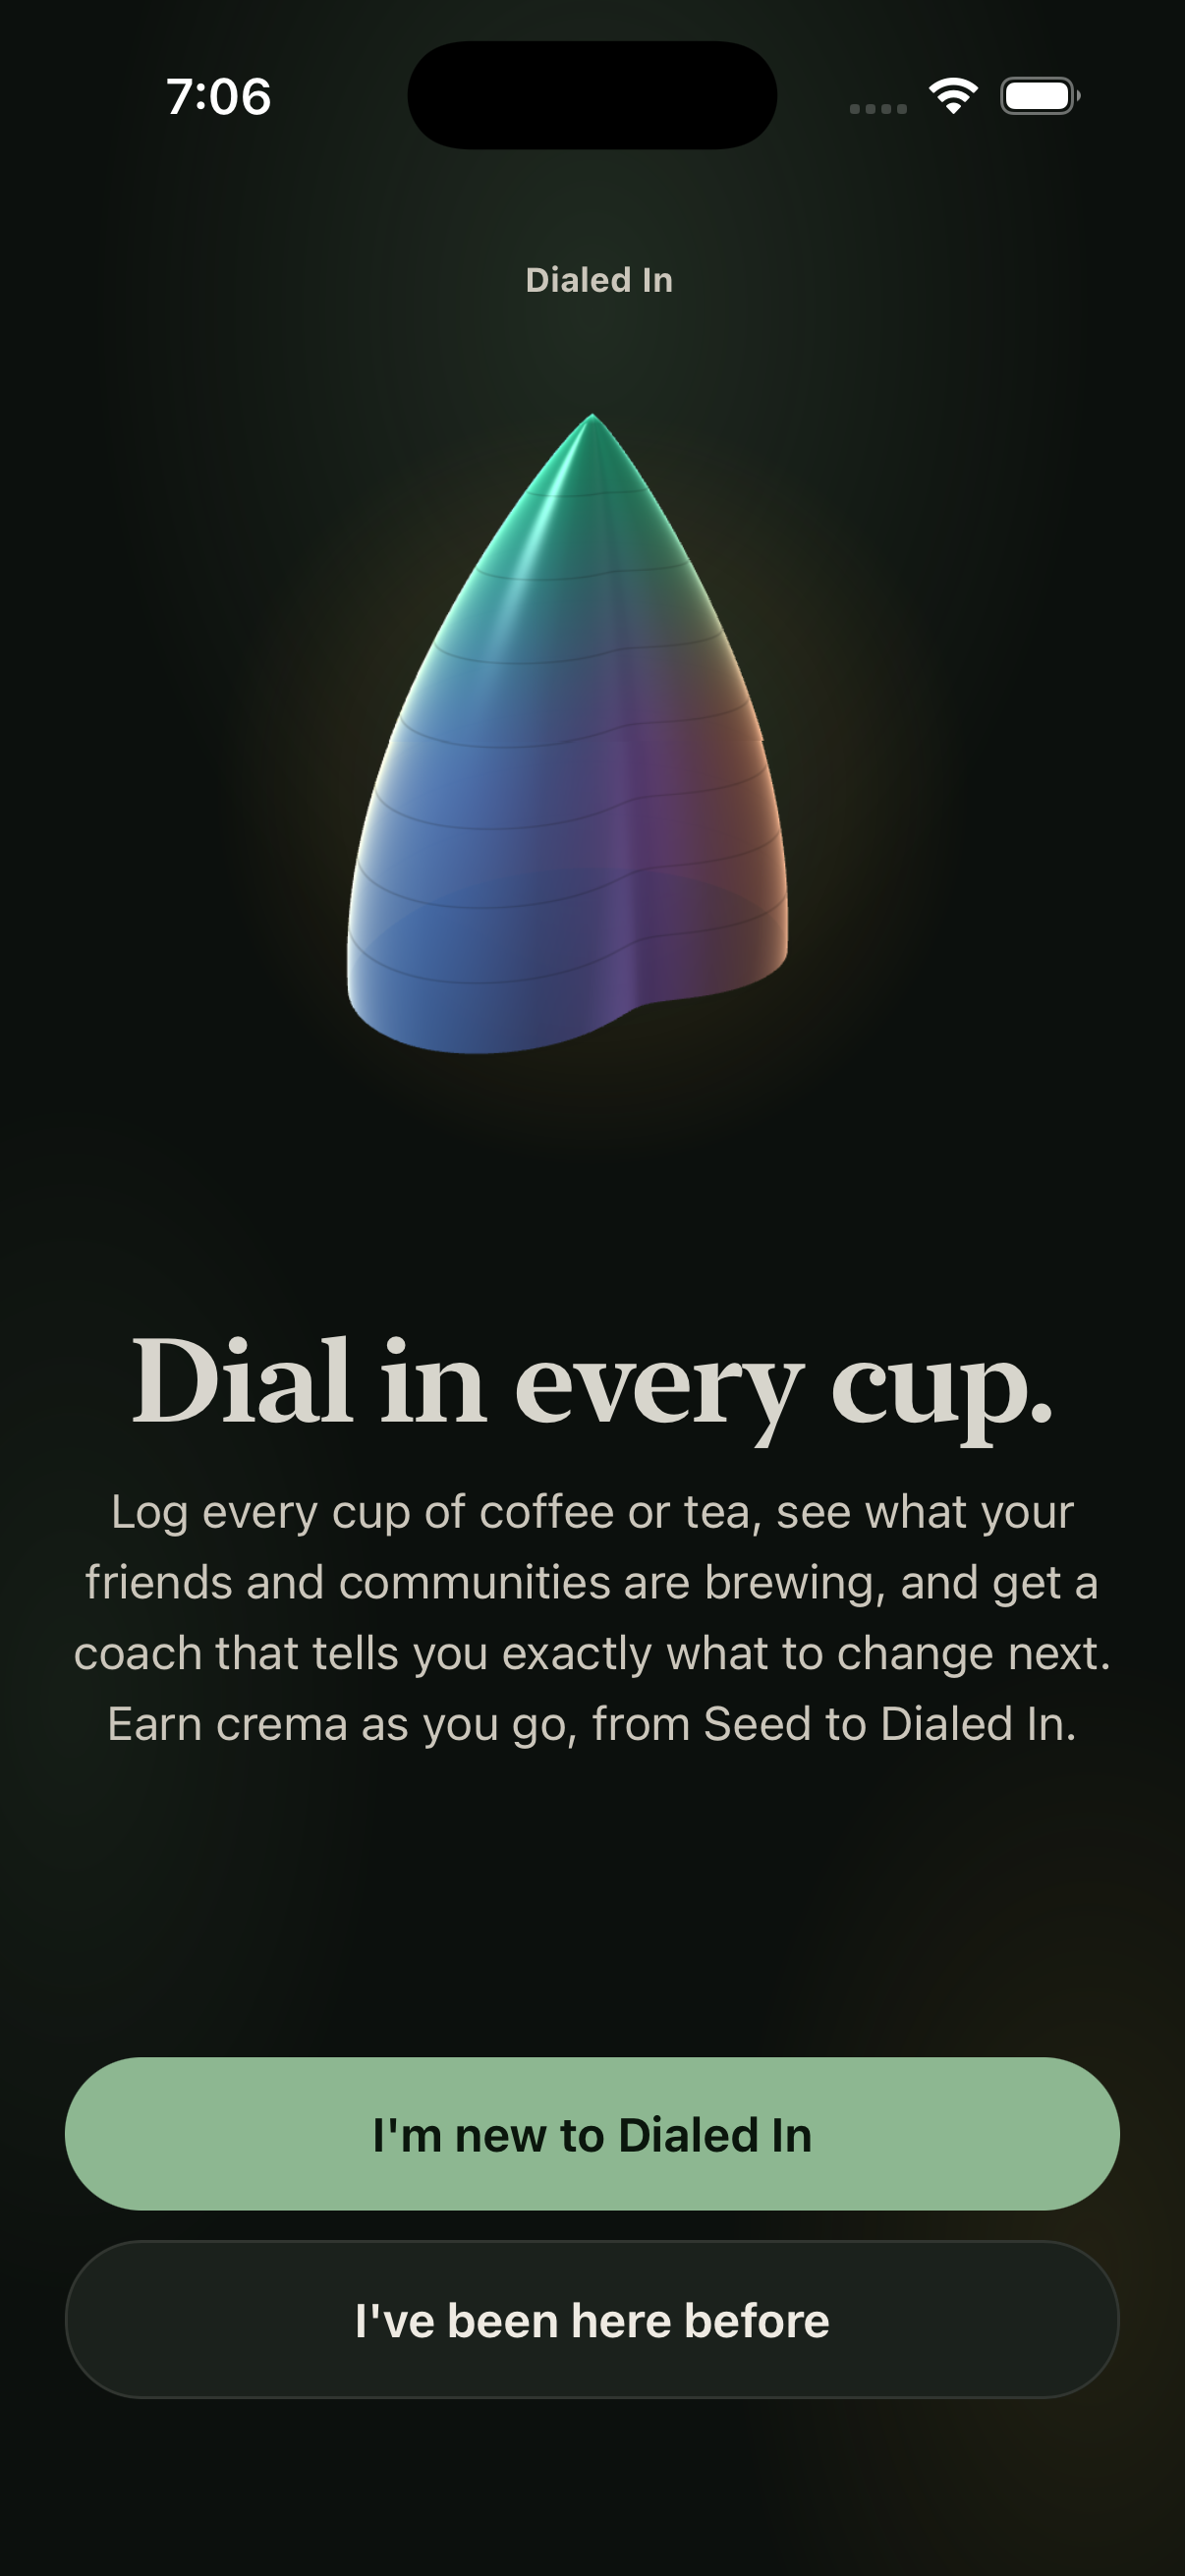 7:06
Dialed In
Dial in every cup.
Log every cup of coffee or tea, see what your
friends and communities are brewing, and get a
coach that tells you exactly what to change next.
Earn crema as you go, from Seed to Dialed In.
I'm new to Dialed In
I've been here before